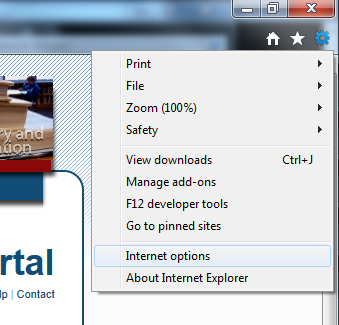 Print
File
Zoom (100%)
Safety
View downloads Ctrl+J
Manage add-ons
F12 developer tools
Go to pinned sites
Internet options
About Internet Explorer
ry and
ation
rtal
lp | Contact